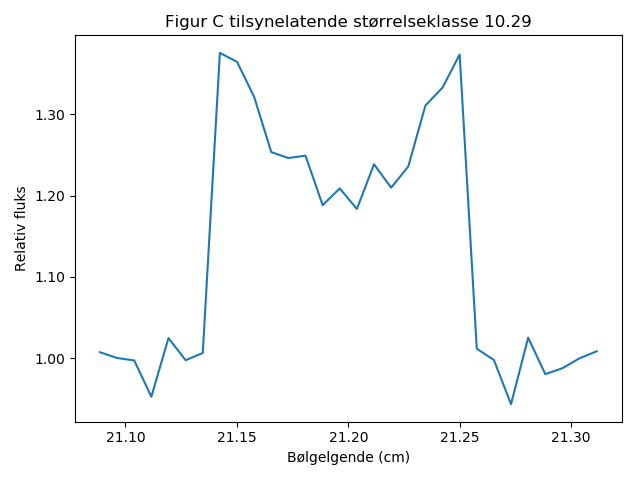 Figur C tilsynelatende størrelseklasse 10.29
Relativ fluks
1.30
1.20
1.10
1.00
21.10 21.15 21.20 21.25 21.30
Bølgelgende (cm)